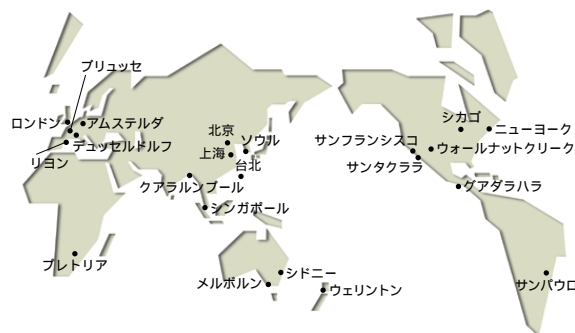 ブリュッセ
ロンドン
アムステルダ
デュッセルドルフ
リヨン
北京
ソウル
上海
台北
クアラルンプール
シンガポール
プレトリア
メルボルン
シドニー
ウェリントン
シカゴ
ニューヨーク
サンフランシスコ
ウォールナットクリーク
サンタクララ
グアダラハラ
サンパウロ